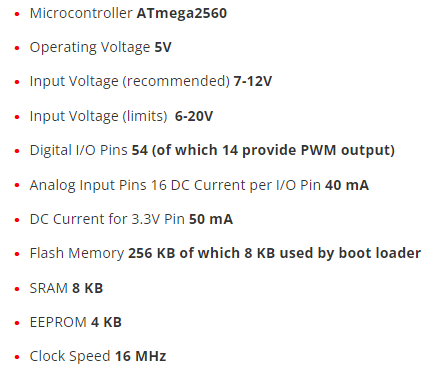 Microcontroller ATmega2560
Operating Voltage 5V
Input Voltage (recommended) 7-12V
Input Voltage (limits) 6-20V
Digital I/O Pins 54 (of which 14 provide PWM output)
Analog Input Pins 16 DC Current per I/O Pin 40 mA
DC Current for 3.3V Pin 50 mA
Flash Memory 256 KB of which 8 KB used by boot loader
SRAM 8 KB
EEPROM 4 KB
Clock Speed 16 MHz